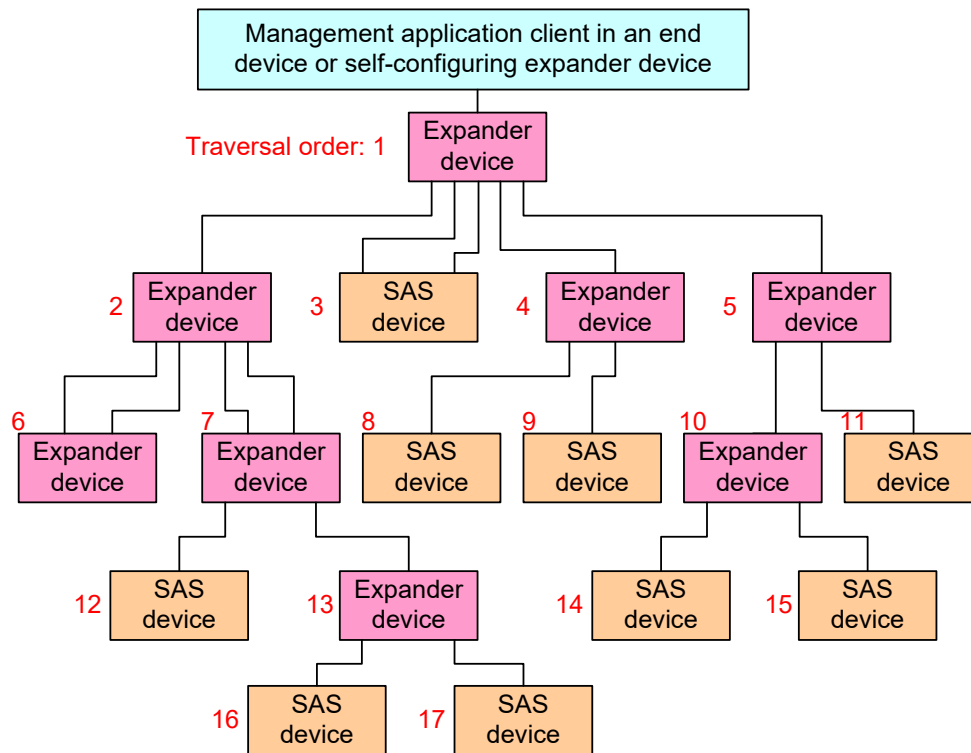 Management application client in an end
device or self-configuring expander device
Traversal order: 1
Expander
device
2
Expander
device
3
SAS
device
4
Expander
device
5
Expander
device
6
Expander
device
7
Expander
device
8
SAS
device
9
SAS
device
10
Expander
device
11
SAS
device
12
SAS
device
13
Expander
device
14
SAS
device
15
SAS
device
16
SAS
device
17
SAS
device